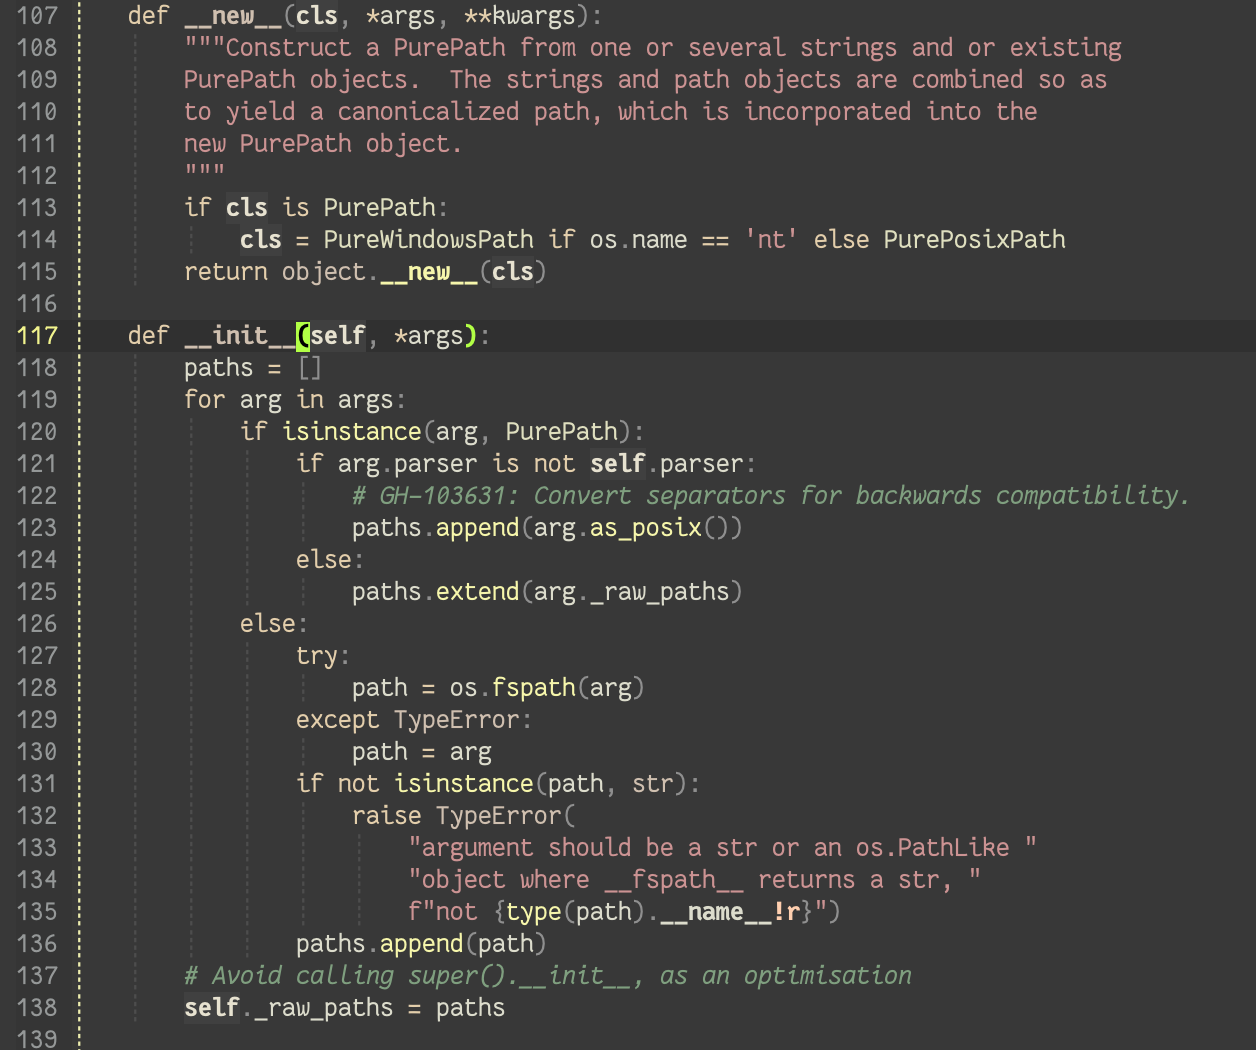 107     def __new__(cls, *args, **kwargs):
108         """Construct a PurePath from one or several strings and or existing
109         PurePath objects.  The strings and path objects are combined so as
110         to yield a canonicalized path, which is incorporated into the
111         new PurePath object.
112         """
113         if cls is PurePath:
114             cls = PureWindowsPath if os.name == 'nt' else PurePosixPath
115         return object.__new__(cls)
116
117     def __init__(self, *args):
118         paths = []
119         for arg in args:
120             if isinstance(arg, PurePath):
121                 if arg.parser is not self.parser:
122                     # GH-103631: Convert separators for backwards compatibility.
123                     paths.append(arg.as_posix())
124                 else:
125                     paths.extend(arg._raw_paths)
126             else:
127                 try:
128                     path = os.fspath(arg)
129                 except TypeError:
130                     path = arg
131                 if not isinstance(path, str):
132                     raise TypeError(
133                         "argument should be a str or an os.PathLike "
134                         "object where __fspath__ returns a str, "
135                         f"not {type(path).__name__!r}")
136                 paths.append(path)
137         # Avoid calling super().__init__, as an optimisation
138         self._raw_paths = paths
139